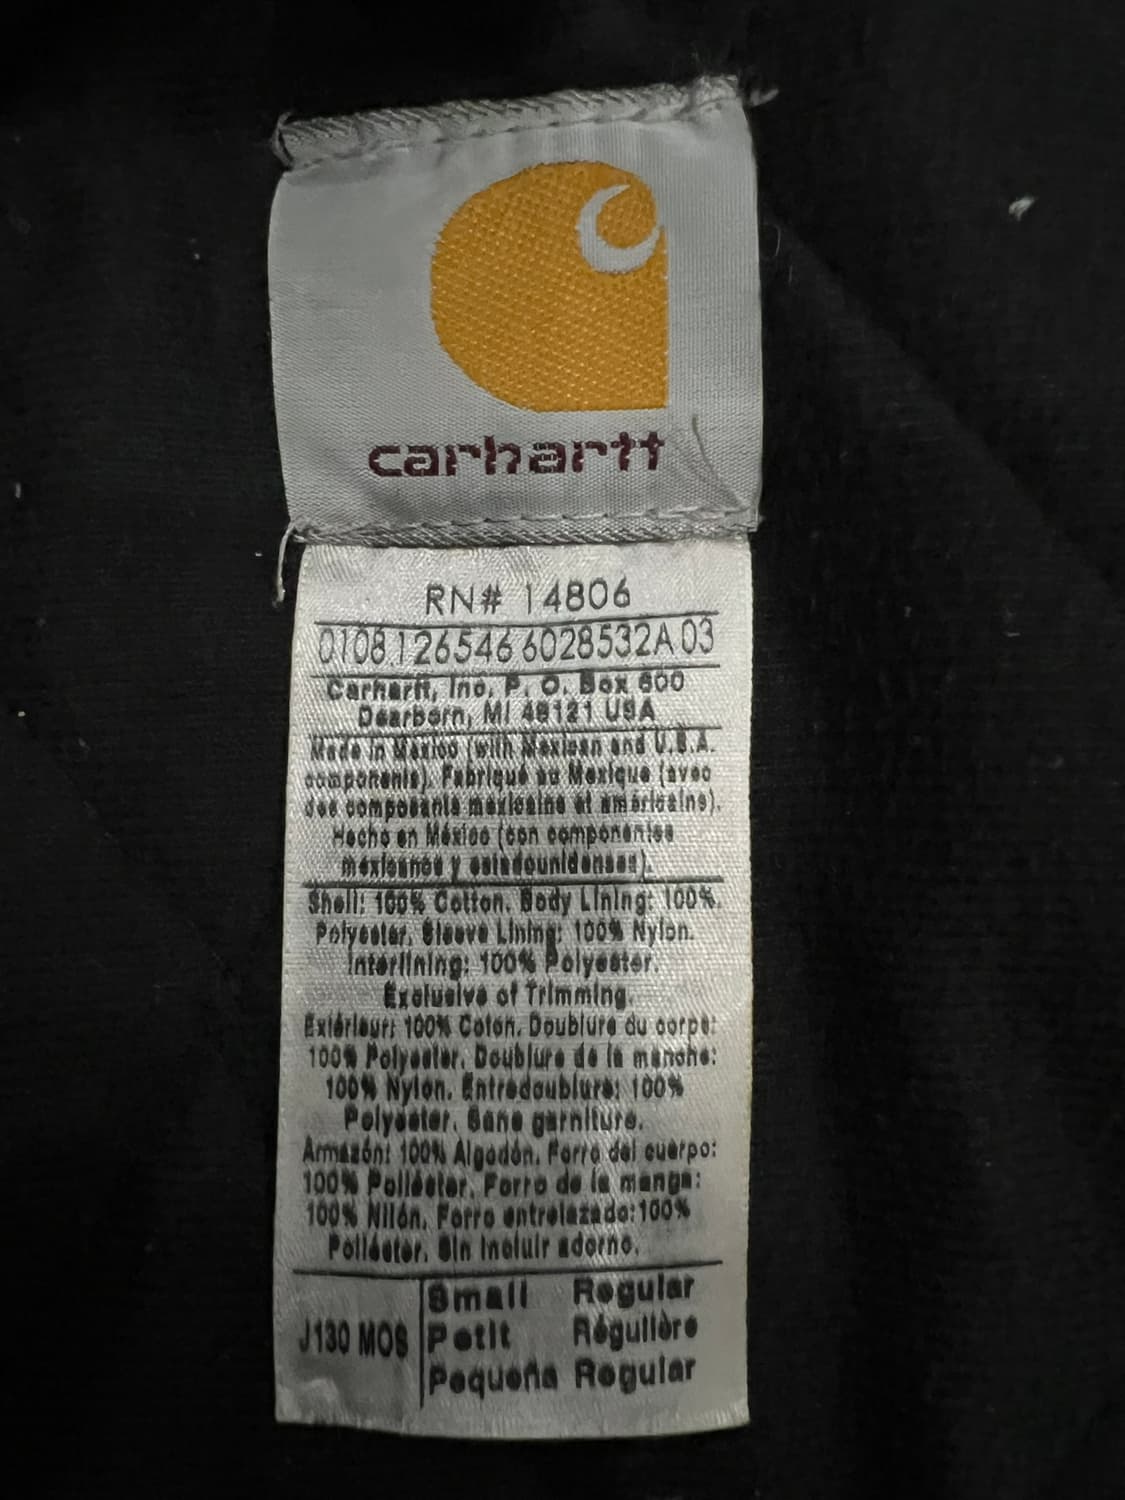 carhartt
RN# 14806
0108 126546 6028532A 03
Carhartt, Inc. P. O. Box 600
Dearborn, MI 48121 USA
Made in Mexico (with Mexican and U.S.A.
components). Fabriqué au Mexique (avec
des composants mexicains et américains).
Hecho en México (con componentes
mexicanos y estadounidenses).
Shell: 100% Cotton. Body Lining: 100%
Polyester. Sleeve Lining: 100% Nylon.
Interlining: 100% Polyester.
Exclusive of Trimming.
Extérieur: 100% Coton. Doublure du corps:
100% Polyester. Doublure de la manche:
100% Nylon. Entredoublure: 100%
Polyester. Sans garniture.
Armazón: 100% Algodón. Forro del cuerpo:
100% Poliéster. Forro de la manga:
100% Nilón. Forro entrelazado: 100%
Poliéster. Sin incluir adorno.
J130 MOS
Small Regular
Petit Régulière
Pequeña Regular